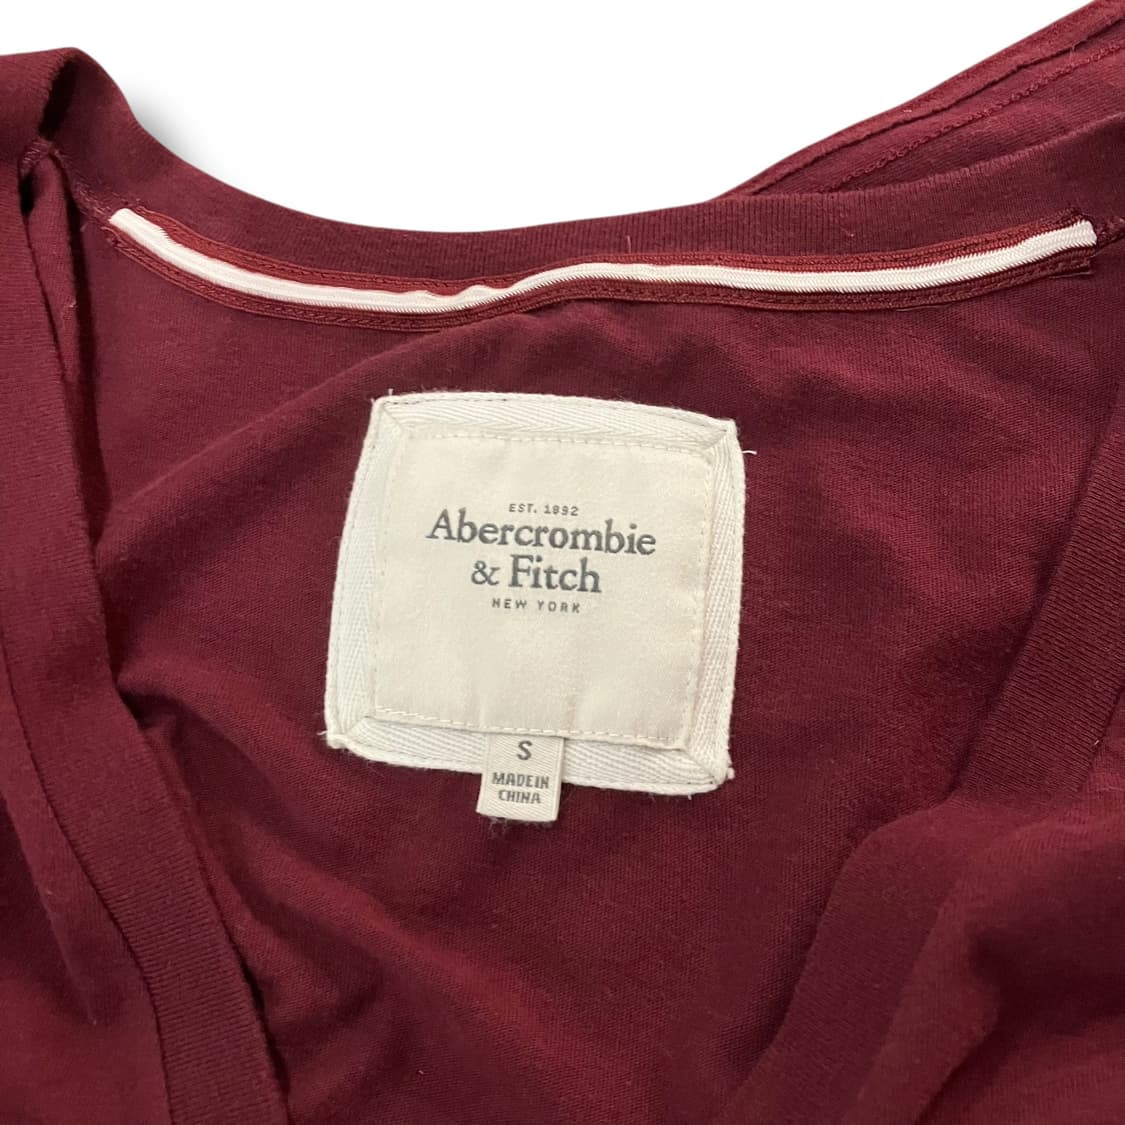 EST. 1892
Abercrombie
& Fitch
NEW YORK
S
MADE IN
CHINA